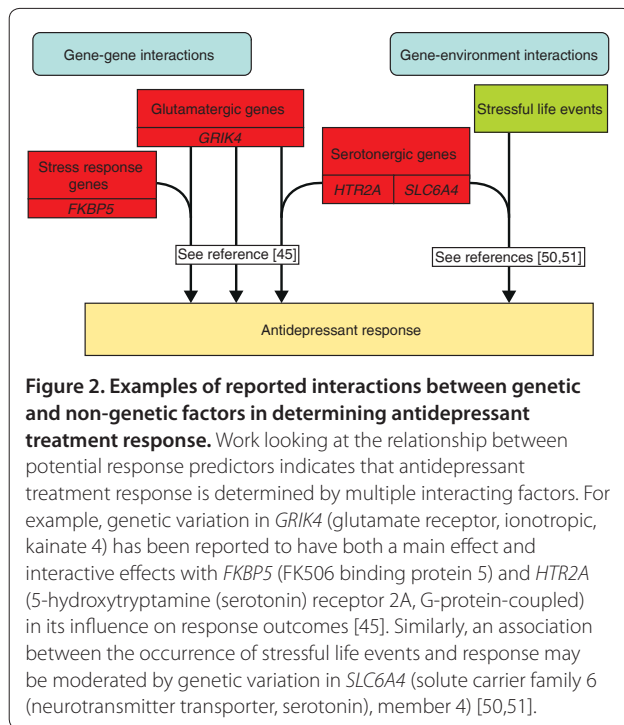 Gene-gene interactions
Gene-environment interactions
Glutamatergic genes
GRIK4
Stressful life events
Stress response
genes
FKBP5
Serotonergic genes
HTR2A
SLC6A4
See reference [45]
See references [50,51]
Antidepressant response
Figure 2. Examples of reported interactions between genetic
and non-genetic factors in determining antidepressant
treatment response. Work looking at the relationship between
potential response predictors indicates that antidepressant
treatment response is determined by multiple interacting factors. For
example, genetic variation in GRIK4 (glutamate receptor, ionotropic,
kainate 4) has been reported to have both a main effect and
interactive effects with FKBP5 (FK506 binding protein 5) and HTR2A
(5-hydroxytryptamine (serotonin) receptor 2A, G-protein-coupled)
in its influence on response outcomes [45]. Similarly, an association
between the occurrence of stressful life events and response may
be moderated by genetic variation in SLC6A4 (solute carrier family 6
(neurotransmitter transporter, serotonin), member 4) [50,51].